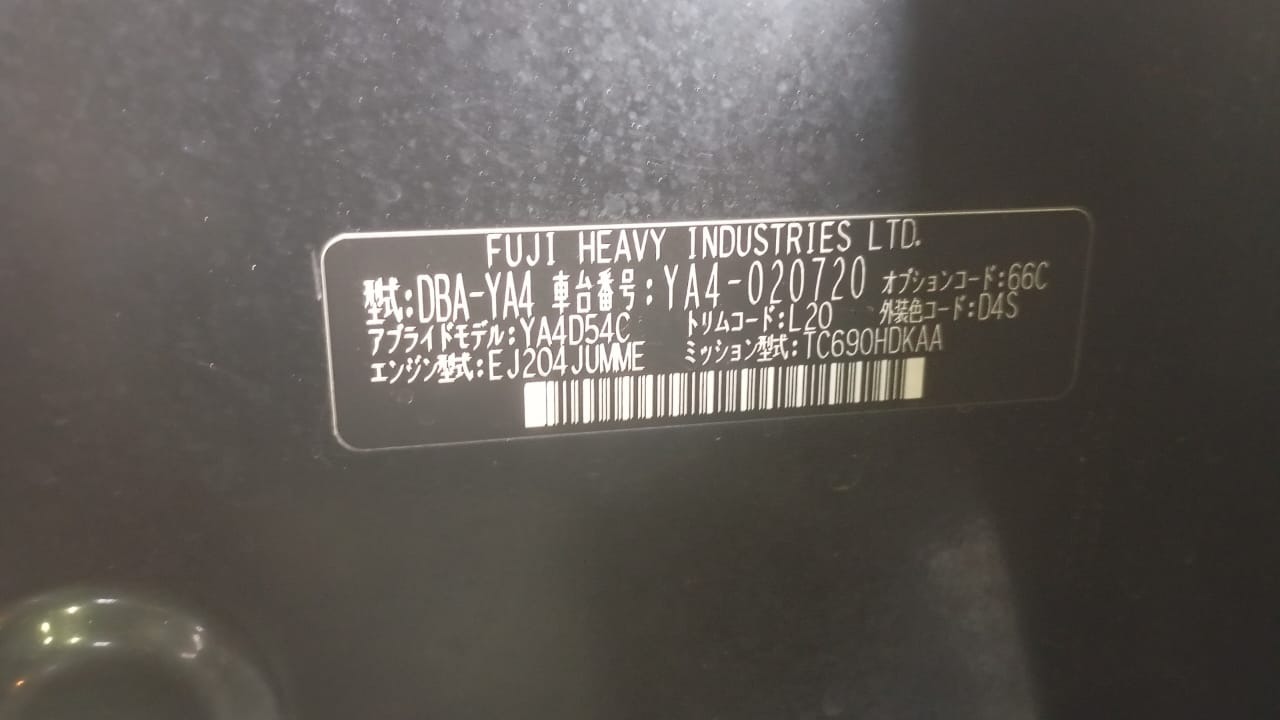 FUJI HEAVY INDUSTRIES LTD.
型式:DBA-YA4 車台番号:YA4-020720 オプションコード:66C
アプライドモデル:YA4D54C トリムコード:L20 外装色コード:D4S
エンジン型式:EJ204JUMME ミッション型式:TC690HDKAA